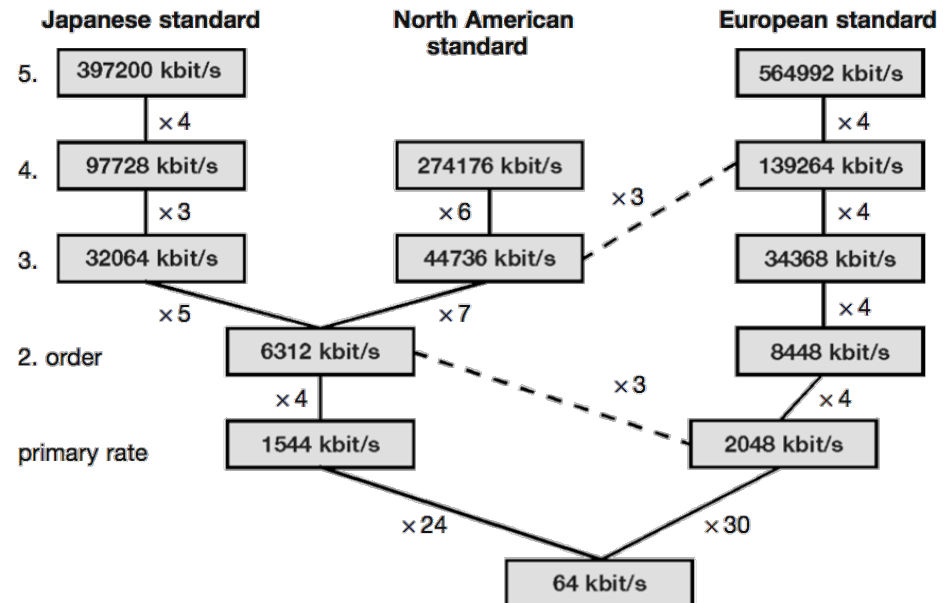 Japanese standard
North American
standard
European standard
5.
397200 kbit/s
564992 kbit/s
×4
×4
4.
97728 kbit/s
274176 kbit/s
139264 kbit/s
×3
×6
×3
×4
3.
32064 kbit/s
44736 kbit/s
34368 kbit/s
×5
×7
×4
2. order
6312 kbit/s
8448 kbit/s
×4
×3
×4
primary rate
1544 kbit/s
2048 kbit/s
×24
×30
64 kbit/s